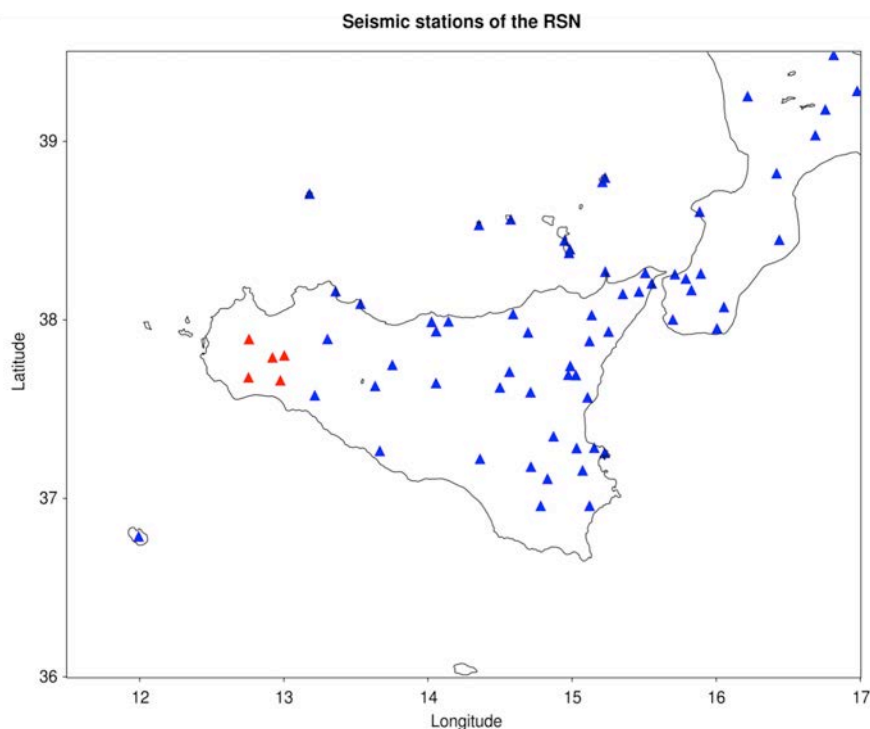 Seismic stations of the RSN
39
38
37
36
Latitude
12 13 14 15 16 17
Longitude